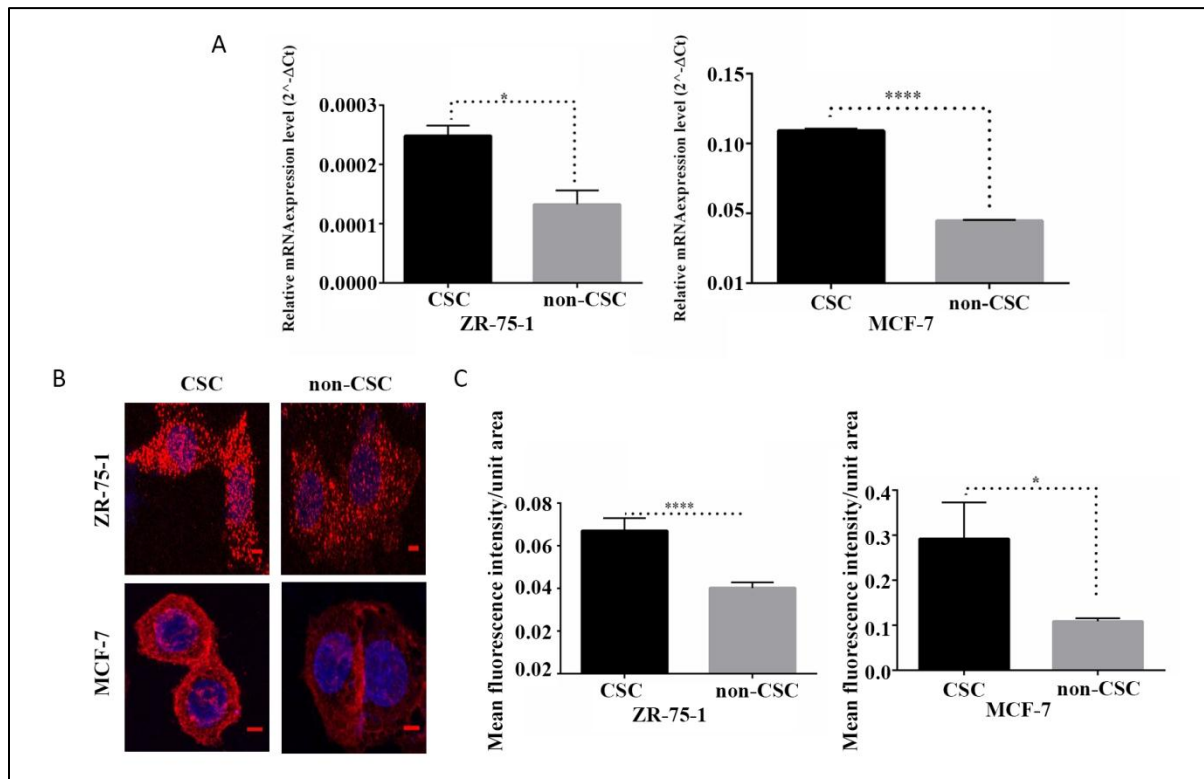 A
Relative mRNAexpression level (2^-ΔCt)
0.0003
0.0002
0.0001
0.0000
*
CSC
non-CSC
ZR-75-1
Relative mRNAexpression level (2^-ΔCt)
0.15
0.10
0.05
0.01
****
CSC
non-CSC
MCF-7
B
CSC
non-CSC
ZR-75-1
MCF-7
C
Mean fluorescence intensity/unit area
0.08
0.06
0.04
0.02
0.02
****
CSC
non-CSC
ZR-75-1
Mean fluorescence intensity/unit area
0.4
0.3
0.2
0.1
0.0
*
CSC
non-CSC
MCF-7